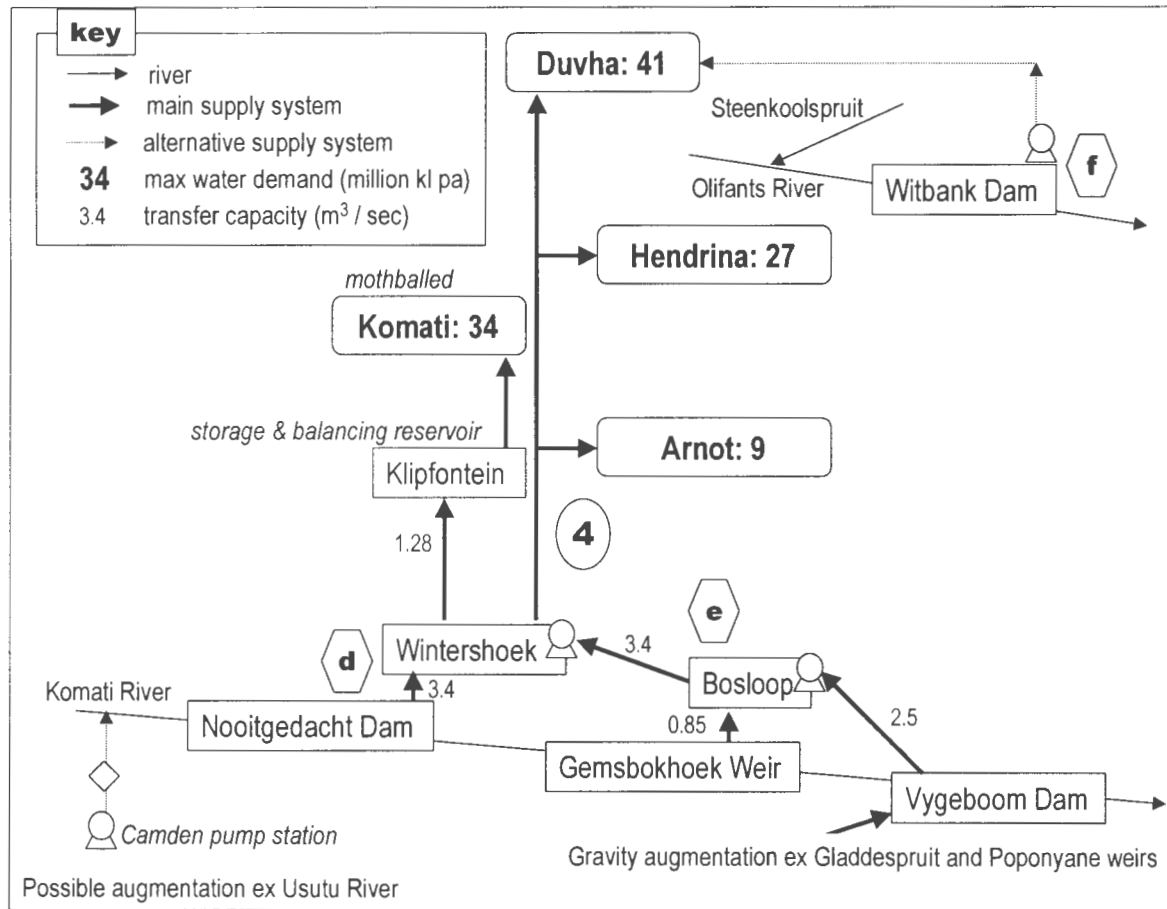 key
river
main supply system
alternative supply system
34 max water demand (million kl pa)
3.4 transfer capacity (m³ / sec)
Duvha: 41
Steenkoolspruit
f
Olifants River
Witbank Dam
Hendrina: 27
mothballed
Komati: 34
storage & balancing reservoir
Arnot: 9
Klipfontein
4
1.28
e
d
Wintershoek
3.4
Bosloop
Komati River
3.4
2.5
Nooitgedacht Dam
0.85
Gemsbokhoek Weir
Vygeboom Dam
Camden pump station
Gravity augmentation ex Gladdespruit and Poponyane weirs
Possible augmentation ex Usutu River